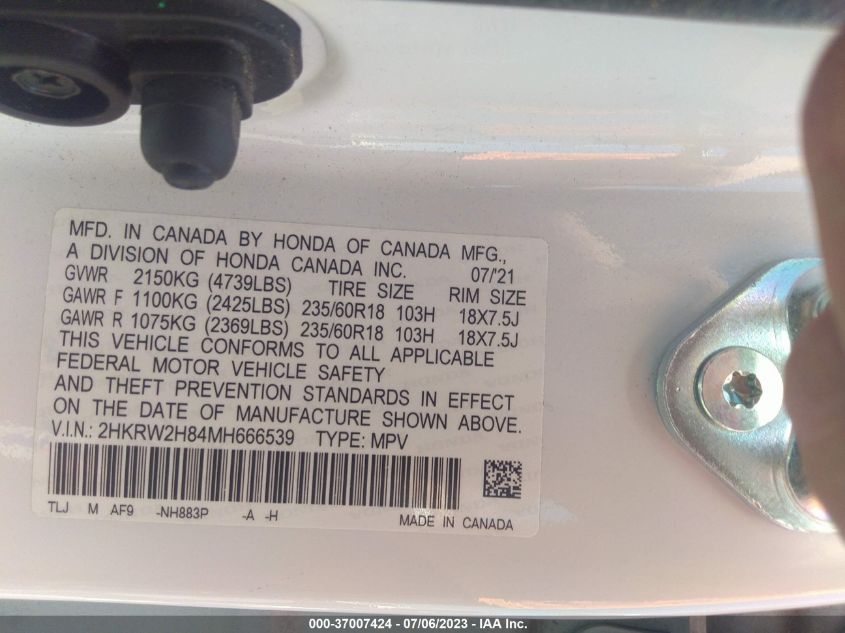 MFD. IN CANADA BY HONDA OF CANADA MFG.,
A DIVISION OF HONDA CANADA INC. 07/'21
GVWR 2150KG (4739LBS) TIRE SIZE RIM SIZE
GAWR F 1100KG (2425LBS) 235/60R18 103H 18X7.5J
GAWR R 1075KG (2369LBS) 235/60R18 103H 18X7.5J
THIS VEHICLE CONFORMS TO ALL APPLICABLE
FEDERAL MOTOR VEHICLE SAFETY
AND THEFT PREVENTION STANDARDS IN EFFECT
ON THE DATE OF MANUFACTURE SHOWN ABOVE.
V.I.N.: 2HKRW2H84MH666539 TYPE: MPV
TLJ M AF9 -NH883P -A -H MADE IN CANADA
000-37007424 - 07/06/2023 - IAA Inc.